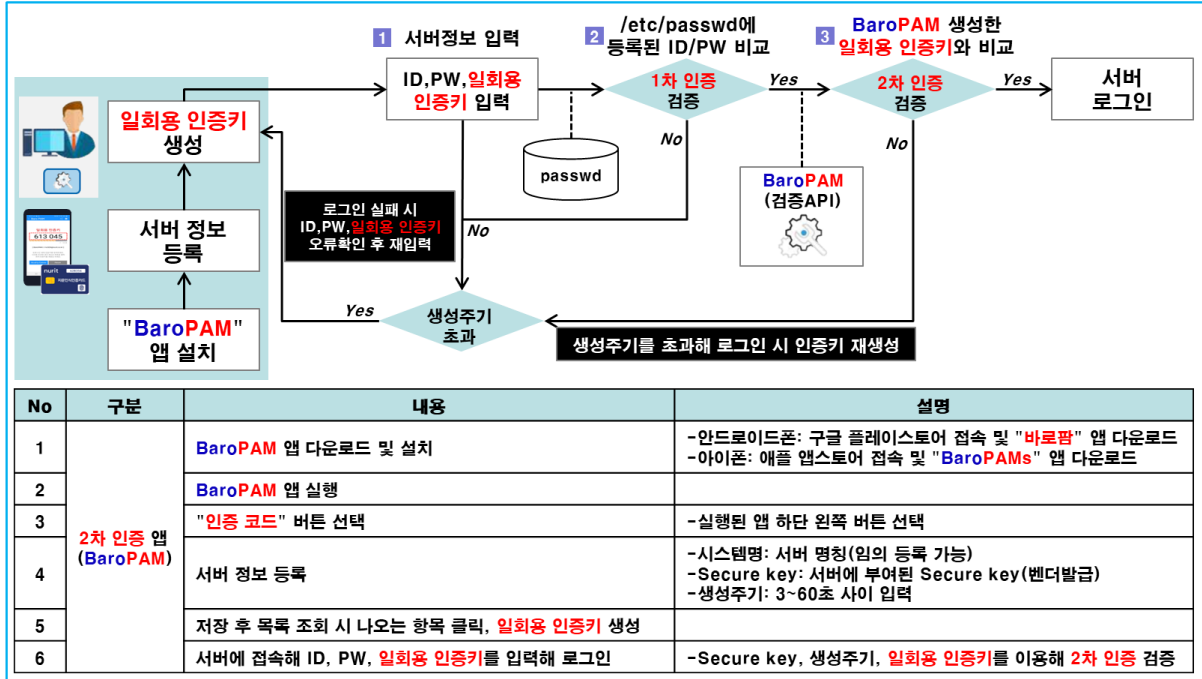 1 서버정보 입력
2 /etc/passwd에
등록된 ID/PW 비교
3 BaroPAM 생성한
일회용 인증키와 비교
ID,PW,일회용
인증키 입력
1차 인증
검증
Yes
2차 인증
검증
Yes
서버
로그인
일회용 인증키
생성
No
No
passwd
BaroPAM
(검증API)
로그인 실패 시
ID,PW,일회용 인증키
오류확인 후 재입력
No
서버 정보
등록
613 045
nurit
Yes
생성주기
초과
"BaroPAM"
앱 설치
생성주기를 초과해 로그인 시 인증키 재생성
No 구분 내용 설명
1 BaroPAM 앱 다운로드 및 설치 -안드로이드폰: 구글 플레이스토어 접속 및 "바로팜" 앱 다운로드
-아이폰: 애플 앱스토어 접속 및 "BaroPAMs" 앱 다운로드
2 BaroPAM 앱 실행
3 "인증 코드" 버튼 선택 -실행된 앱 하단 왼쪽 버튼 선택
2차 인증 앱
(BaroPAM)
4 서버 정보 등록 -시스템명: 서버 명칭(임의 등록 가능)
-Secure key: 서버에 부여된 Secure key(벤더발급)
-생성주기: 3~60초 사이 입력
5 저장 후 목록 조회 시 나오는 항목 클릭, 일회용 인증키 생성
6 서버에 접속해 ID, PW, 일회용 인증키를 입력해 로그인 -Secure key, 생성주기, 일회용 인증키를 이용해 2차 인증 검증